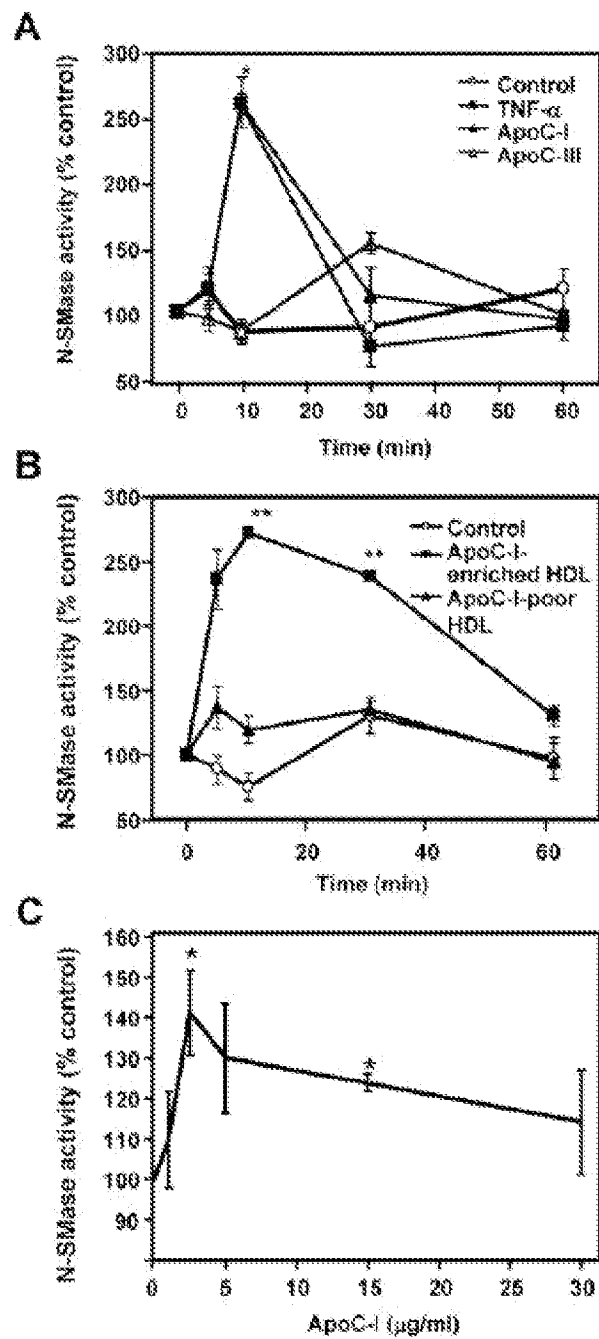 A
N-SMase activity (% control)
300
250
200
150
100
50
*
Control
TNF-α
ApoC-I
ApoC-III
0 10 20 30 40 50 60
Time (min)
B
N-SMase activity (% control)
300
250
200
150
100
50
**
**
Control
ApoC-I-
enriched HDL
ApoC-I-poor
HDL
0 20 40 60
Time (min)
C
N-SMase activity (% control)
160
150
140
130
120
110
100
90
*
*
0 5 10 15 20 25 30
ApoC-I (µg/ml)